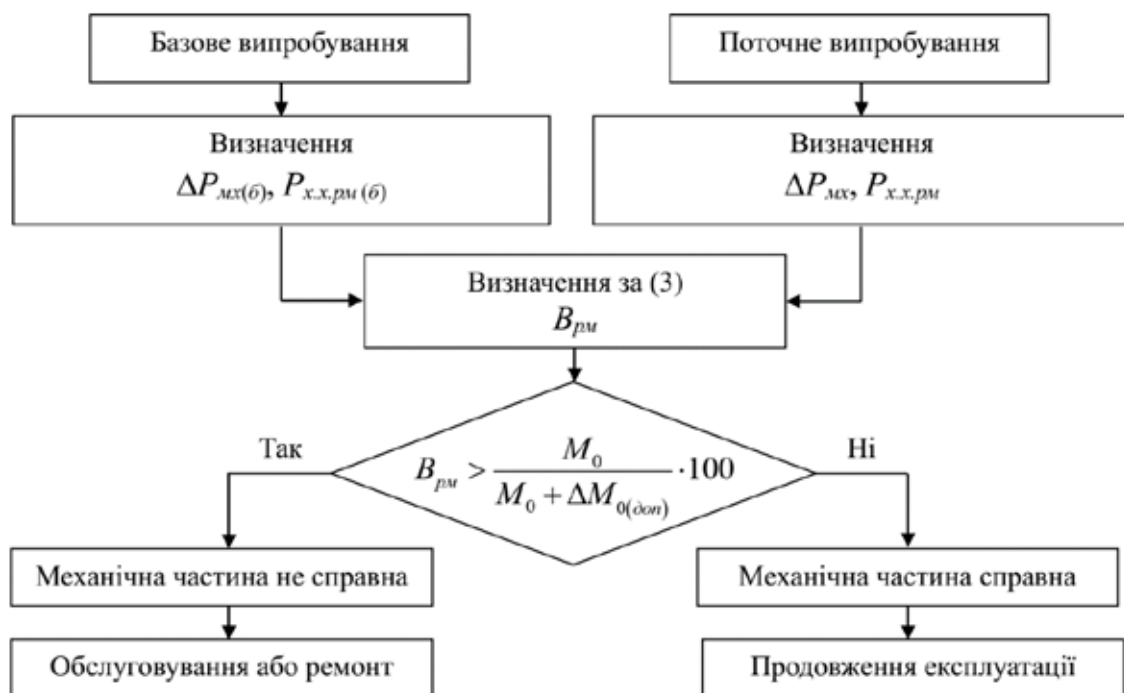 Базове випробування
Поточне випробування
Визначення
ΔP_{мх(б)}, P_{х.х.рм (б)}
Визначення
ΔP_{мх}, P_{х.х.рм}
Визначення за (3)
B_{рм}
Так
B_{рм} > \frac{M_0}{M_0 + ΔM_{0(доп)}} · 100
Ні
Механічна частина не справна
Механічна частина справна
Обслуговування або ремонт
Продовження експлуатації